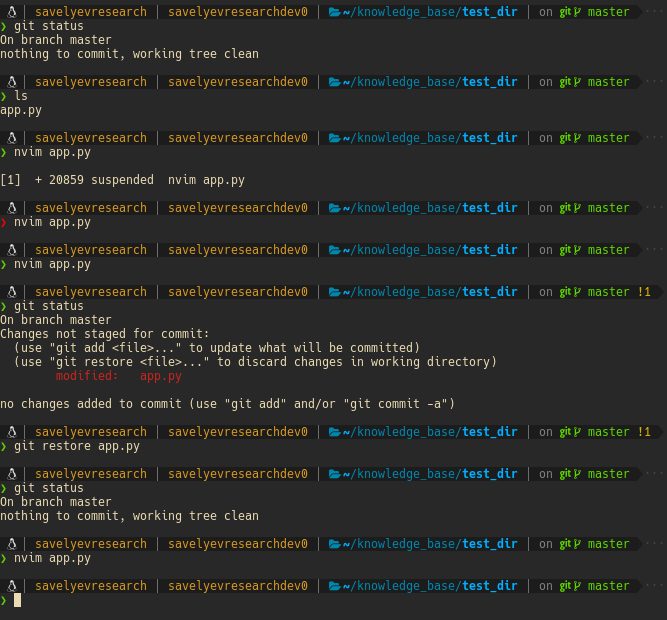 savelyevresearch | savelyevresearchdev0 | ~/knowledge_base/test_dir | on git master
❯ git status
On branch master
nothing to commit, working tree clean
savelyevresearch | savelyevresearchdev0 | ~/knowledge_base/test_dir | on git master
❯ ls
app.py
savelyevresearch | savelyevresearchdev0 | ~/knowledge_base/test_dir | on git master
❯ nvim app.py
[1]  + 20859 suspended  nvim app.py
savelyevresearch | savelyevresearchdev0 | ~/knowledge_base/test_dir | on git master
❯ nvim app.py
savelyevresearch | savelyevresearchdev0 | ~/knowledge_base/test_dir | on git master
❯ nvim app.py
savelyevresearch | savelyevresearchdev0 | ~/knowledge_base/test_dir | on git master !1
❯ git status
On branch master
Changes not staged for commit:
  (use "git add <file>..." to update what will be committed)
  (use "git restore <file>..." to discard changes in working directory)
        modified:   app.py
no changes added to commit (use "git add" and/or "git commit -a")
savelyevresearch | savelyevresearchdev0 | ~/knowledge_base/test_dir | on git master !1
❯ git restore app.py
savelyevresearch | savelyevresearchdev0 | ~/knowledge_base/test_dir | on git master
❯ git status
On branch master
nothing to commit, working tree clean
savelyevresearch | savelyevresearchdev0 | ~/knowledge_base/test_dir | on git master
❯ nvim app.py
savelyevresearch | savelyevresearchdev0 | ~/knowledge_base/test_dir | on git master
❯